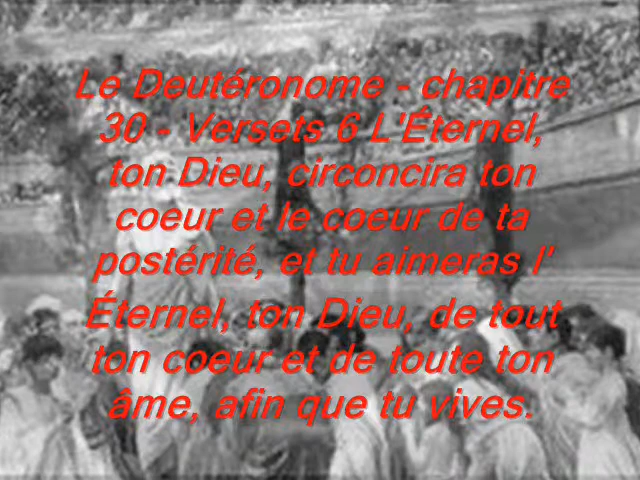 Le Deutéronome - chapitre
30 - Versets 6 L'Éternel,
ton Dieu, circoncira ton
coeur et le coeur de ta
postérité, et tu aimeras l'
Éternel, ton Dieu, de tout
ton coeur et de toute ton
âme, afin que tu vives.